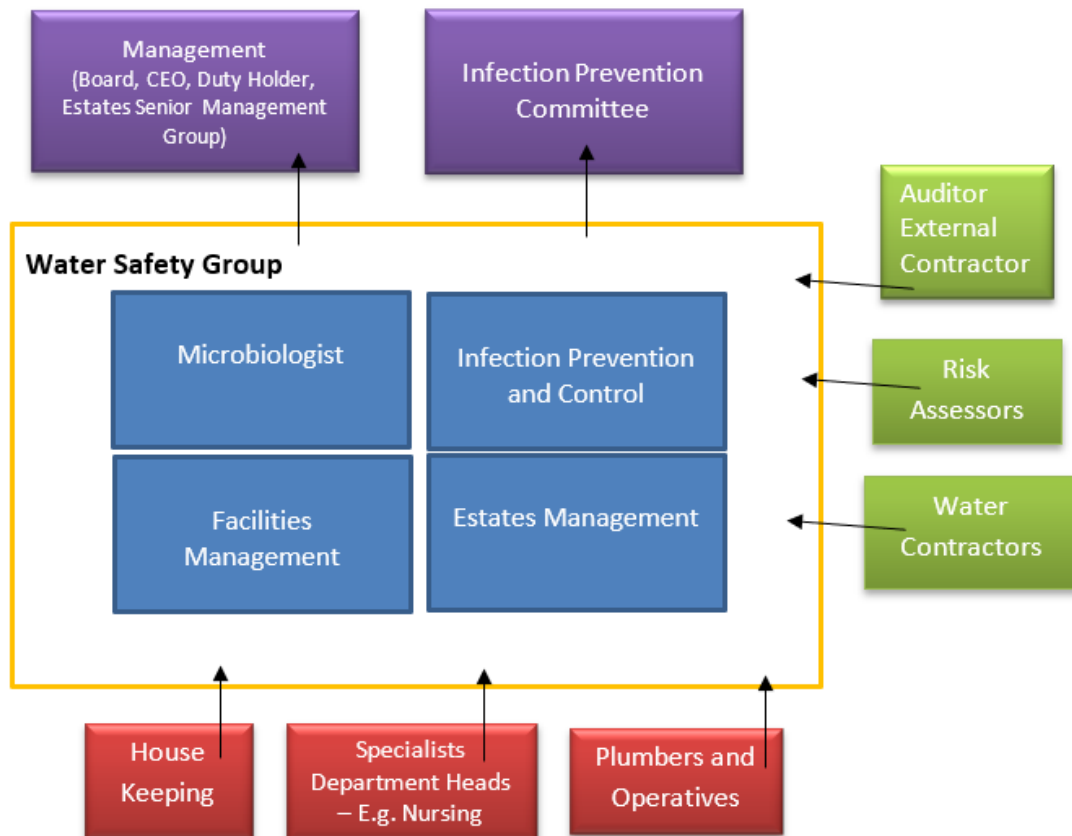 Management
(Board, CEO, Duty Holder,
Estates Senior Management
Group)
Infection Prevention
Committee
Auditor
External
Contractor
Water Safety Group
Microbiologist
Infection Prevention
and Control
Risk
Assessors
Facilities
Management
Estates Management
Water
Contractors
House
Keeping
Specialists
Department Heads
– E.g. Nursing
Plumbers and
Operatives